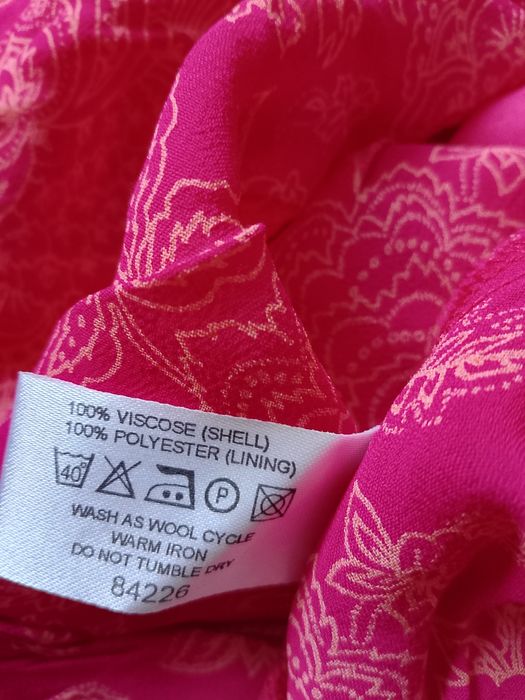 100% VISCOSE (SHELL)
100% POLYESTER (LINING)
40° P
WASH AS WOOL CYCLE
WARM IRON
DO NOT TUMBLE DRY
84226